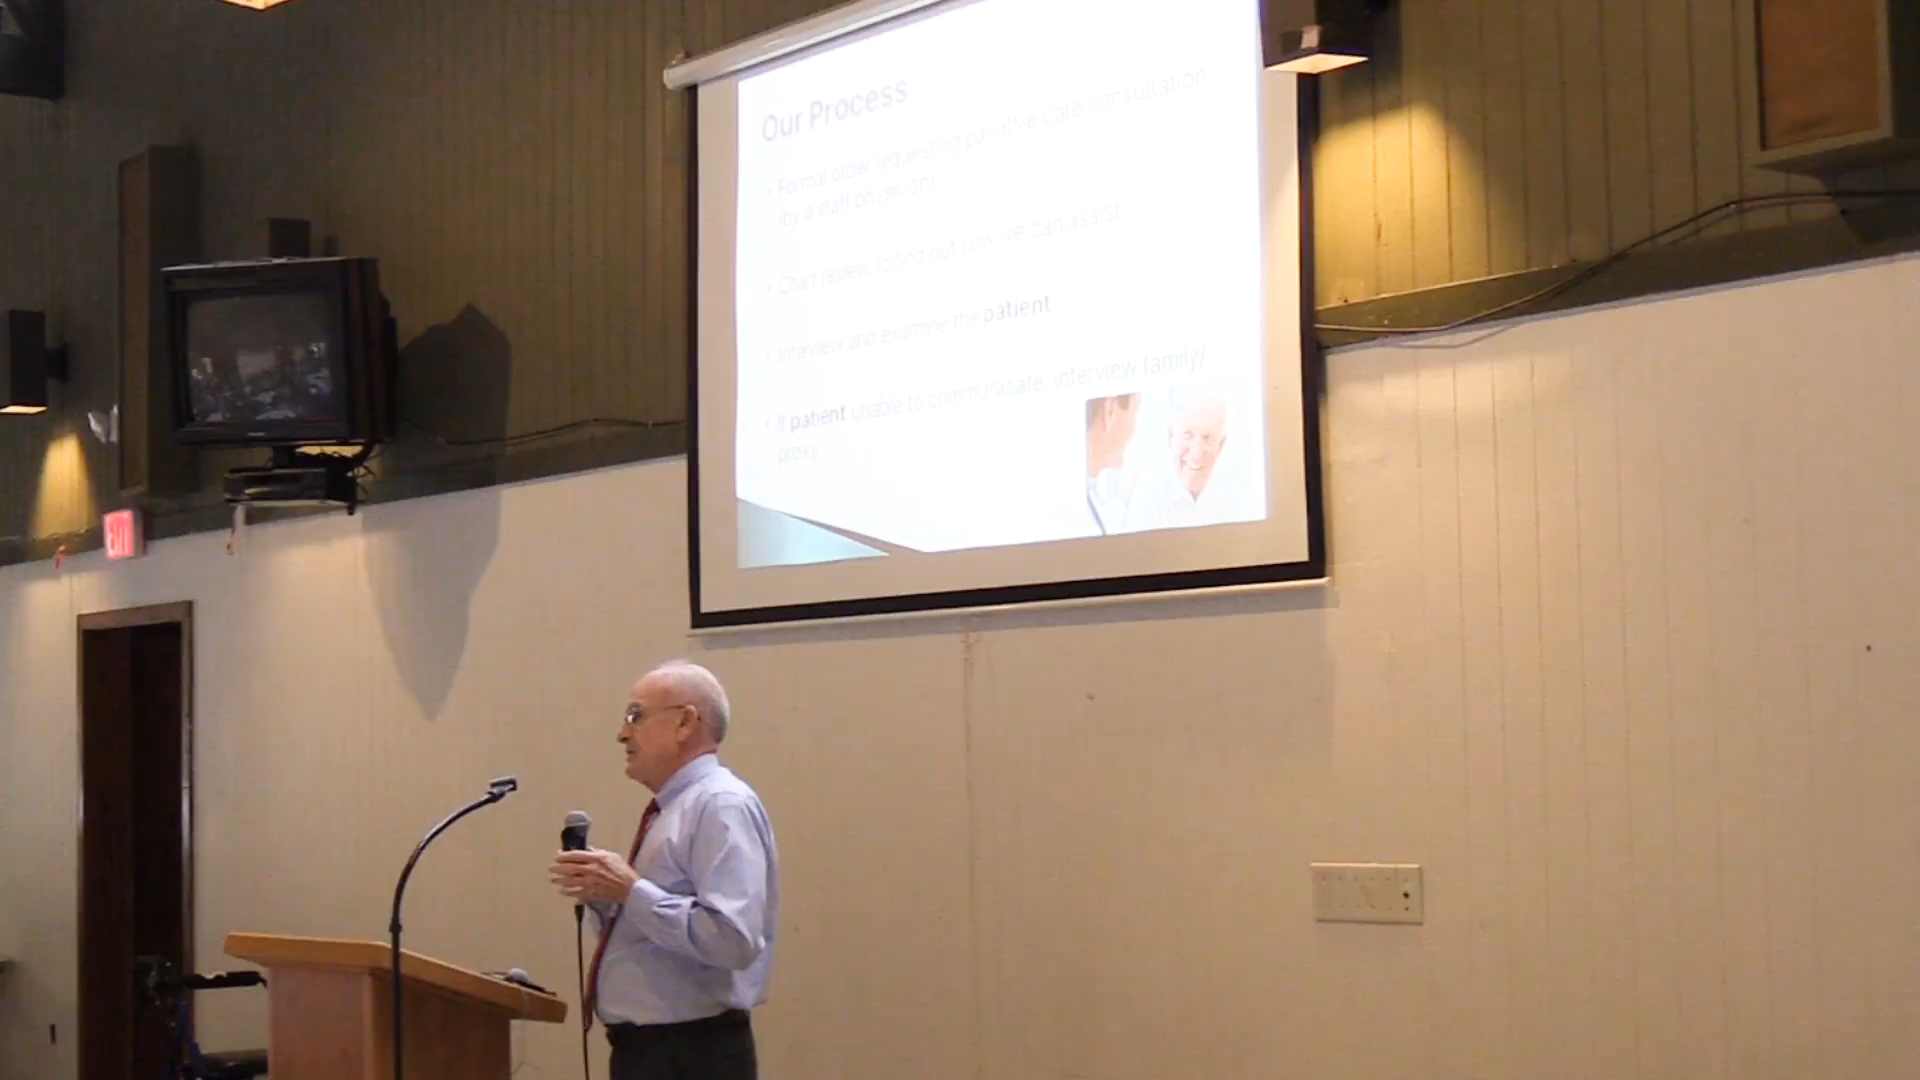 Our Process
• Formal order requesting palliative care consultation
(by a staff physician)
• Chart review to find out how we can assist
• Interview and examine the patient
• If patient unable to communicate, interview family/
proxy
EXIT